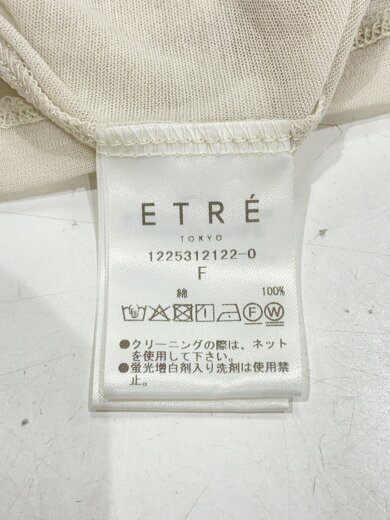 ETRÉ
TOKYO
1225312122-0
F
綿 100%
F W
●クリーニングの際は、ネット
を使用して下さい。
●蛍光増白剤入り洗剤は使用禁
止。